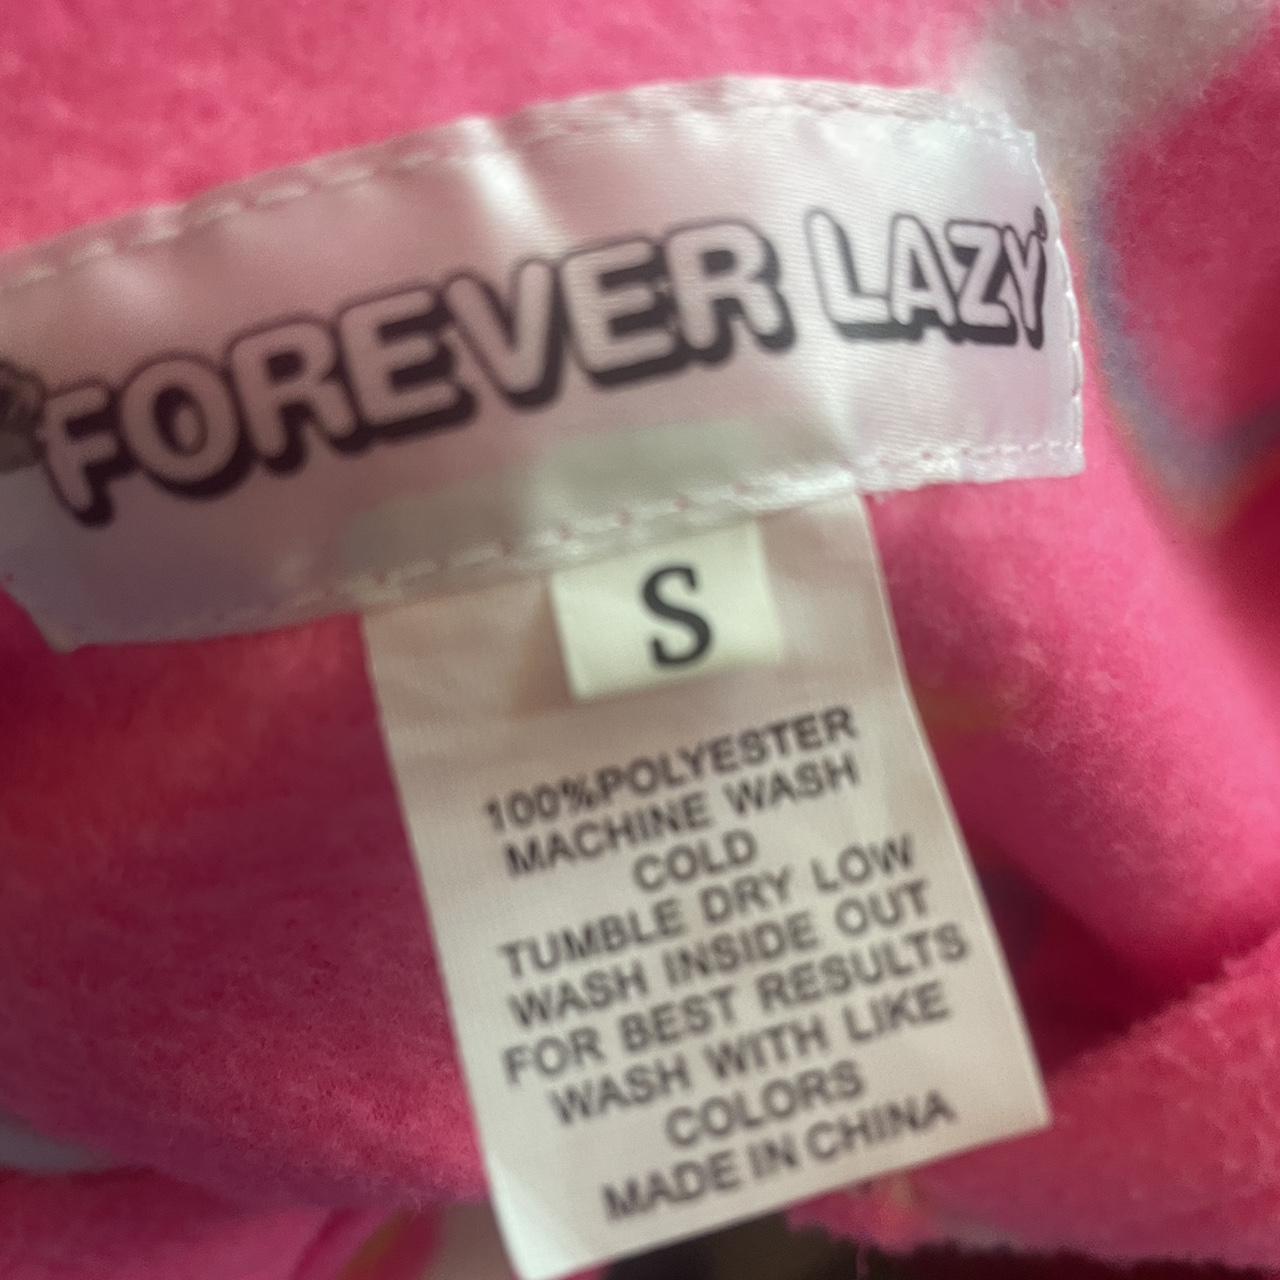 FOREVER LAZY®
S
100%POLYESTER
MACHINE WASH
COLD
TUMBLE DRY LOW
WASH INSIDE OUT
FOR BEST RESULTS
WASH WITH LIKE
COLORS
MADE IN CHINA